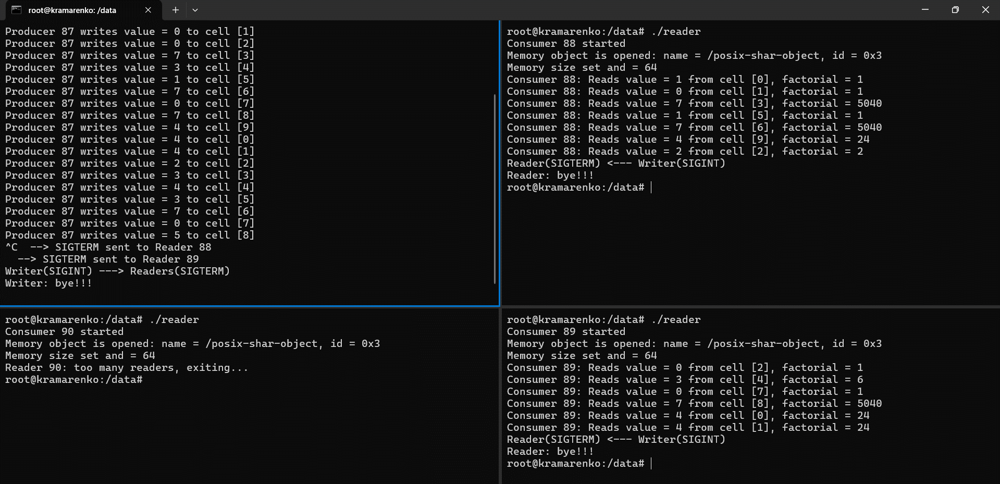 root@kramarenko: /data
Producer 87 writes value = 0 to cell [1]
Producer 87 writes value = 0 to cell [2]
Producer 87 writes value = 7 to cell [3]
Producer 87 writes value = 3 to cell [4]
Producer 87 writes value = 1 to cell [5]
Producer 87 writes value = 7 to cell [6]
Producer 87 writes value = 0 to cell [7]
Producer 87 writes value = 7 to cell [8]
Producer 87 writes value = 4 to cell [9]
Producer 87 writes value = 4 to cell [0]
Producer 87 writes value = 4 to cell [1]
Producer 87 writes value = 2 to cell [2]
Producer 87 writes value = 3 to cell [3]
Producer 87 writes value = 4 to cell [4]
Producer 87 writes value = 3 to cell [5]
Producer 87 writes value = 7 to cell [6]
Producer 87 writes value = 0 to cell [7]
Producer 87 writes value = 5 to cell [8]
^C  --> SIGTERM sent to Reader 88
  --> SIGTERM sent to Reader 89
Writer(SIGINT) ---> Readers(SIGTERM)
Writer: bye!!!
root@kramarenko:/data# ./reader
Consumer 88 started
Memory object is opened: name = /posix-shar-object, id = 0x3
Memory size set and = 64
Consumer 88: Reads value = 1 from cell [0], factorial = 1
Consumer 88: Reads value = 0 from cell [1], factorial = 1
Consumer 88: Reads value = 7 from cell [3], factorial = 5040
Consumer 88: Reads value = 1 from cell [5], factorial = 1
Consumer 88: Reads value = 7 from cell [6], factorial = 5040
Consumer 88: Reads value = 4 from cell [9], factorial = 24
Consumer 88: Reads value = 2 from cell [2], factorial = 2
Reader(SIGTERM) <--- Writer(SIGINT)
Reader: bye!!!
root@kramarenko:/data#
root@kramarenko:/data# ./reader
Consumer 90 started
Memory object is opened: name = /posix-shar-object, id = 0x3
Memory size set and = 64
Reader 90: too many readers, exiting...
root@kramarenko:/data#
root@kramarenko:/data# ./reader
Consumer 89 started
Memory object is opened: name = /posix-shar-object, id = 0x3
Memory size set and = 64
Consumer 89: Reads value = 0 from cell [2], factorial = 1
Consumer 89: Reads value = 3 from cell [4], factorial = 6
Consumer 89: Reads value = 0 from cell [7], factorial = 1
Consumer 89: Reads value = 7 from cell [8], factorial = 5040
Consumer 89: Reads value = 4 from cell [0], factorial = 24
Consumer 89: Reads value = 4 from cell [1], factorial = 24
Reader(SIGTERM) <--- Writer(SIGINT)
Reader: bye!!!
root@kramarenko:/data#